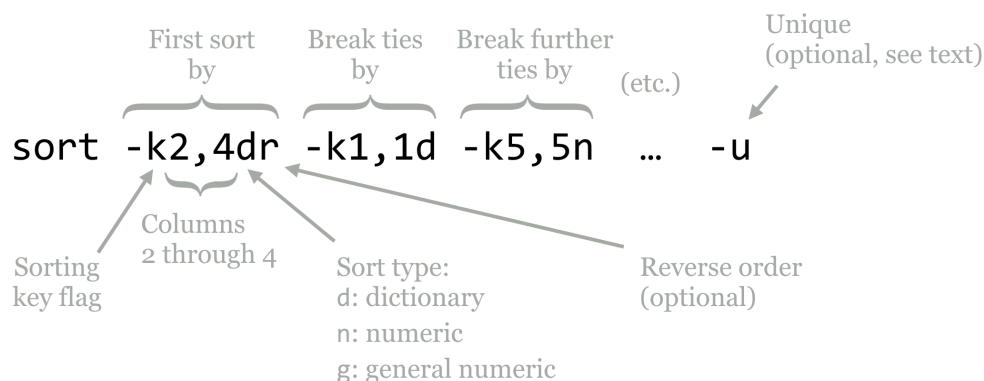 Unique
(optional, see text)
First sort
by
Break ties
by
Break further
ties by
(etc.)
sort -k2,4dr -k1,1d -k5,5n … -u
Columns
2 through 4
Sorting
key flag
Sort type:
d: dictionary
n: numeric
g: general numeric
Reverse order
(optional)